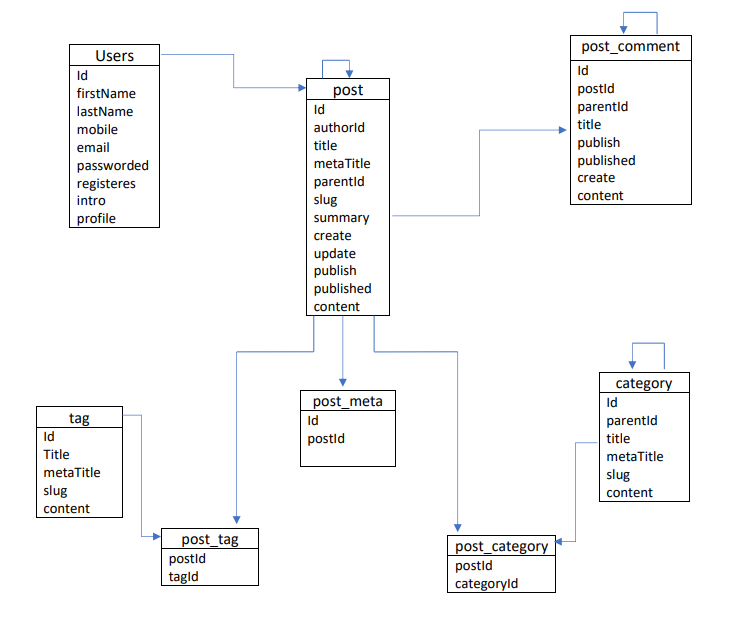 Users
Id
firstName
lastName
mobile
email
passworded
registeres
intro
profile
post
Id
authorId
title
metaTitle
parentId
slug
summary
create
update
publish
published
content
post_comment
Id
postId
parentId
title
publish
published
create
content
tag
Id
Title
metaTitle
slug
content
post_meta
Id
postId
category
Id
parentId
title
metaTitle
slug
content
post_tag
postId
tagId
post_category
postId
categoryId